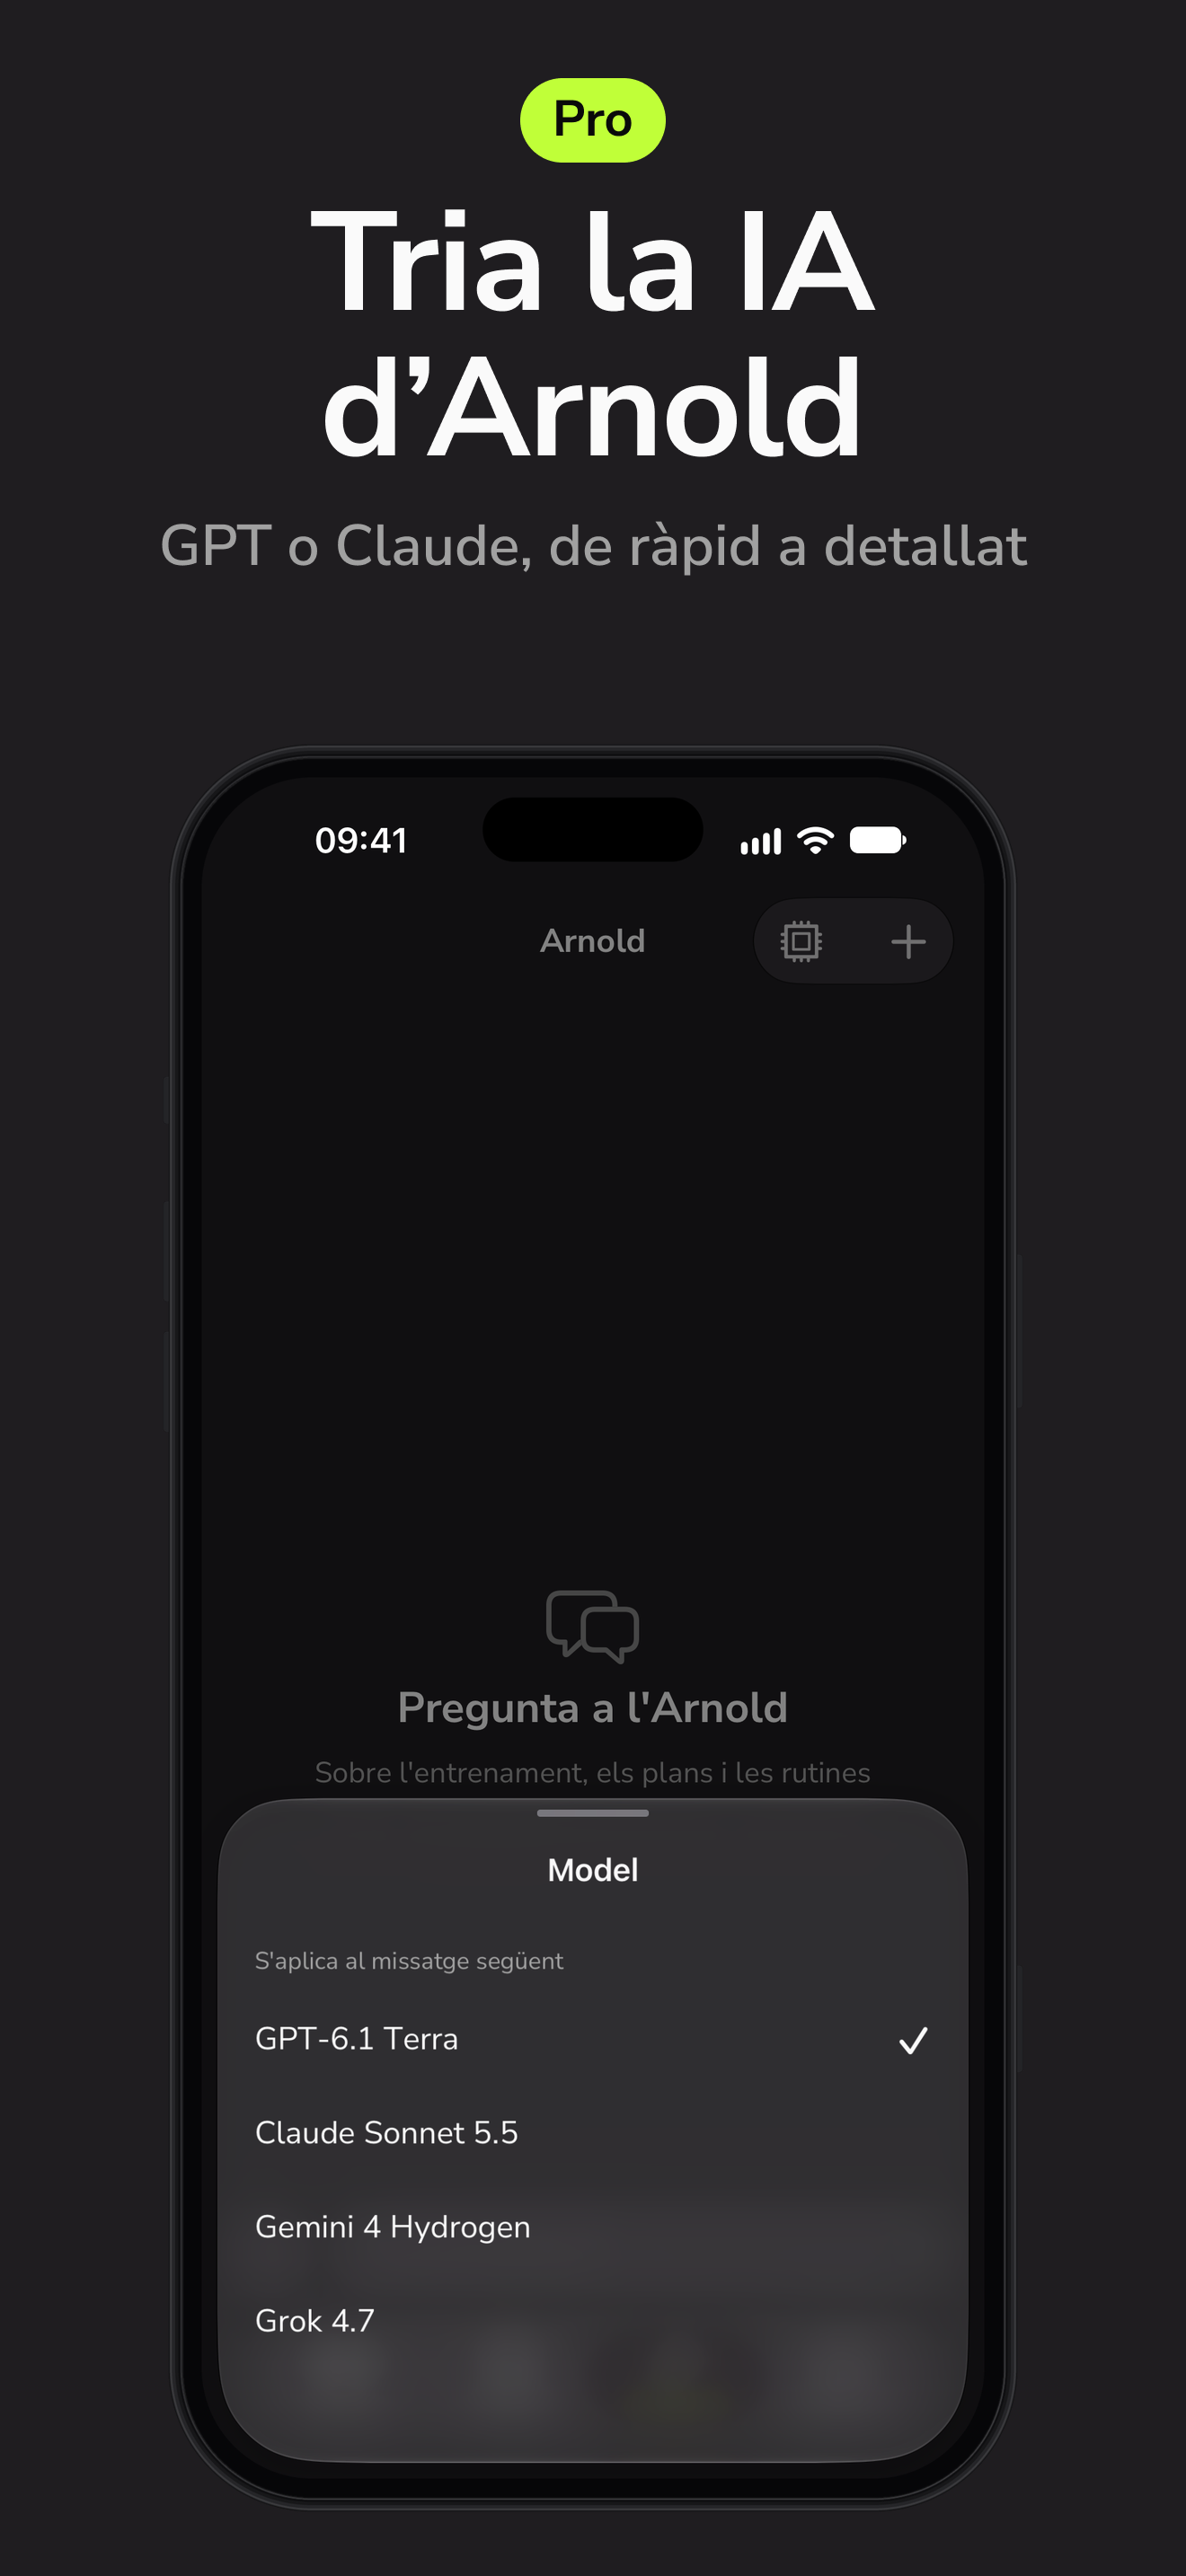 Pro
Tria la IA
d’Arnold
GPT o Claude, de ràpid a detallat
09:41
Arnold
Pregunta a l'Arnold
Sobre l'entrenament, els plans i les rutines
Model
S'aplica al missatge següent
GPT-6.1 Terra
Claude Sonnet 5.5
Gemini 4 Hydrogen
Grok 4.7